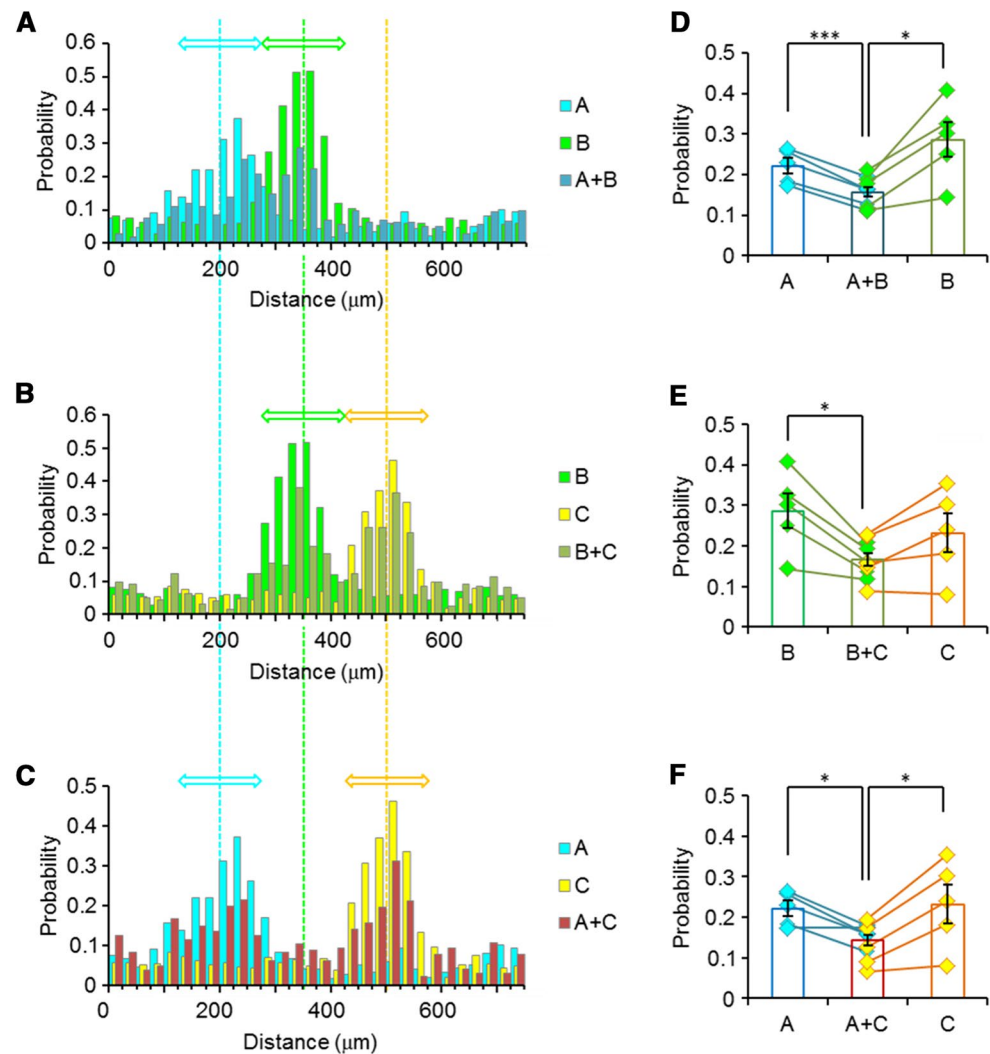 A
Probability
0.6
0.5
0.4
0.3
0.2
0.1
0
0 200 400 600
Distance (μm)
A
B
A+B
D
Probability
0.5
0.4
0.3
0.2
0.1
0
*** *
A A+B B
B
Probability
0.6
0.5
0.4
0.3
0.2
0.1
0
0 200 400 600
Distance (μm)
B
C
B+C
E
Probability
0.5
0.4
0.3
0.2
0.1
0
*
B B+C C
C
Probability
0.5
0.4
0.3
0.2
0.1
0
0 200 400 600
Distance (μm)
A
C
A+C
F
Probability
0.5
0.4
0.3
0.2
0.1
0
* *
A A+C C